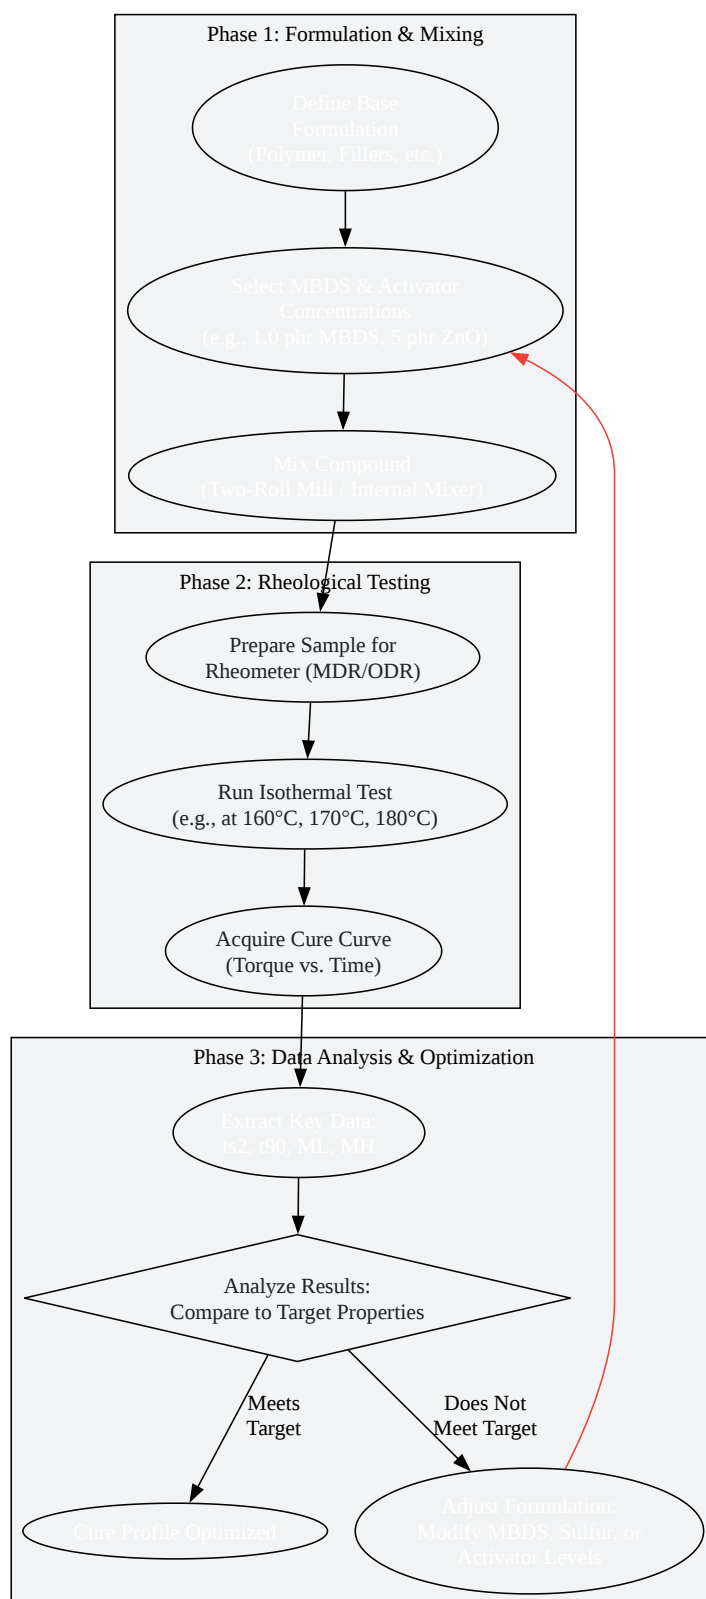 Phase 1: Formulation & Mixing
Define Base
Formulation
(Polymer, Fillers, etc.)
Select MBDS & Activator
Concentrations
(e.g., 1.0 phr MBDS, 5 phr ZnO)
Mix Compound
(Two-Roll Mill / Internal Mixer)
Phase 2: Rheological Testing
Prepare Sample for
Rheometer (MDR/ODR)
Run Isothermal Test
(e.g., at 160°C, 170°C, 180°C)
Acquire Cure Curve
(Torque vs. Time)
Phase 3: Data Analysis & Optimization
Extract Key Data:
ts2, t90, ML, MH
Analyze Results:
Compare to Target Properties
Meets
Target
Does Not
Meet Target
Cure Profile Optimized
Adjust Formulation:
Modify MBDS, Sulfur, or
Activator Levels